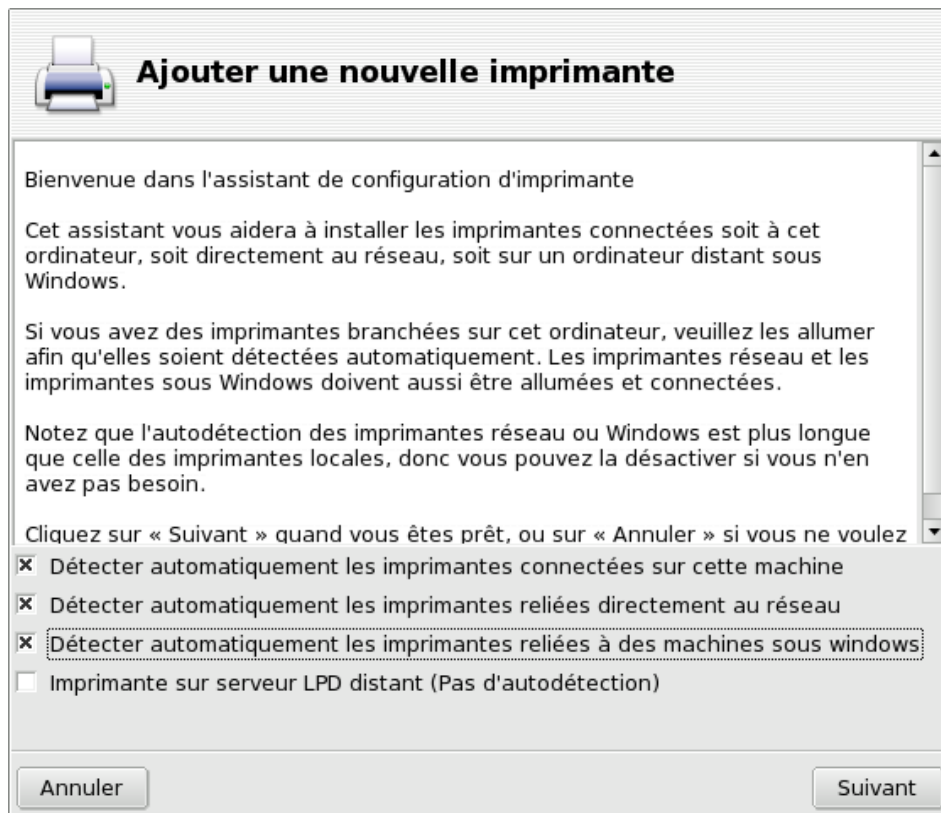 Ajouter une nouvelle imprimante
Bienvenue dans l'assistant de configuration d'imprimante
Cet assistant vous aidera à installer les imprimantes connectées soit à cet
ordinateur, soit directement au réseau, soit sur un ordinateur distant sous
Windows.
Si vous avez des imprimantes branchées sur cet ordinateur, veuillez les allumer
afin qu'elles soient détectées automatiquement. Les imprimantes réseau et les
imprimantes sous Windows doivent aussi être allumées et connectées.
Notez que l'autodétection des imprimantes réseau ou Windows est plus longue
que celle des imprimantes locales, donc vous pouvez la désactiver si vous n'en
avez pas besoin.
Cliquez sur « Suivant » quand vous êtes prêt, ou sur « Annuler » si vous ne voulez
Détecter automatiquement les imprimantes connectées sur cette machine
Détecter automatiquement les imprimantes reliées directement au réseau
Détecter automatiquement les imprimantes reliées à des machines sous windows
Imprimante sur serveur LPD distant (Pas d'autodétection)
Annuler
Suivant